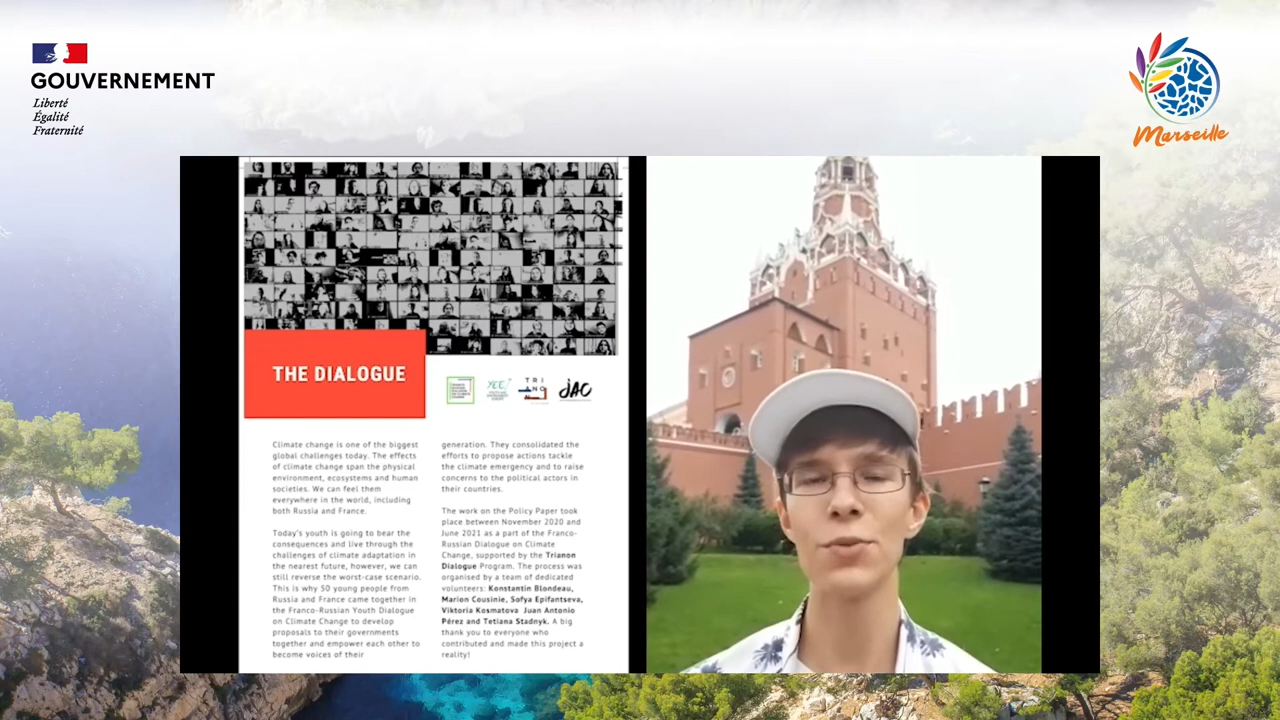 GOUVERNEMENT
Liberté
Égalité
Fraternité
Marseille
THE DIALOGUE
YEE
TRI
NON
JAC
Climate change is one of the biggest
global challenges today. The effects
of climate change span the physical
environment, ecosystems and human
societies. We can feel them
everywhere in the world, including
both Russia and France.
Today's youth is going to bear the
consequences and live through the
challenges of climate adaptation in
the nearest future, however, we can
still reverse the worst-case scenario.
This is why 50 young people from
Russia and France came together in
the Franco-Russian Youth Dialogue
on Climate Change to develop
proposals to their governments
together and empower each other to
become voices of their
generation. They consolidated the
efforts to propose actions tackle
the climate emergency and to raise
concerns to the political actors in
their countries.
The work on the Policy Paper took
place between November 2020 and
June 2021 as a part of the Franco-
Russian Dialogue on Climate
Change, supported by the Trianon
Dialogue Program. The process was
organised by a team of dedicated
volunteers: Konstantin Blondeau,
Marion Cousinie, Sofya Epifantseva,
Viktoria Kosmatova Juan Antonio
Pérez and Tetiana Stadnyk. A big
thank you to everyone who
contributed and made this project a
reality!